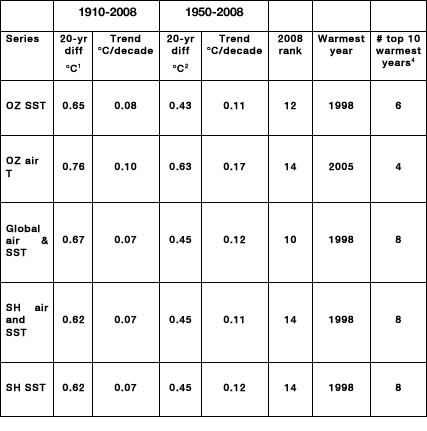 1910-2008 1950-2008
Series 20-yr diff °C¹ Trend °C/decade 20-yr diff °C² Trend °C/decade 2008 rank Warmest year # top 10 warmest years⁴
OZ SST 0.65 0.08 0.43 0.11 12 1998 6
OZ air T 0.76 0.10 0.63 0.17 14 2005 4
Global air & SST 0.67 0.07 0.45 0.12 10 1998 8
SH air and SST 0.62 0.07 0.45 0.11 14 1998 8
SH SST 0.62 0.07 0.45 0.12 14 1998 8